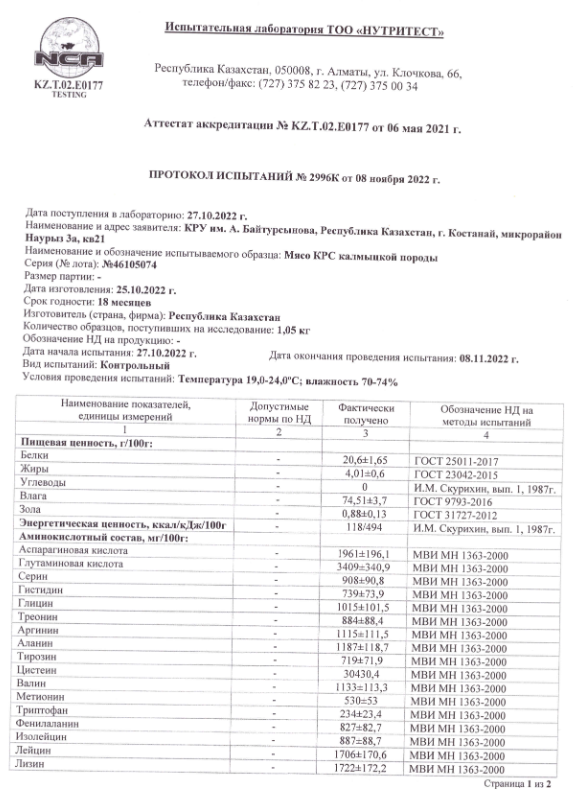 Испытательная лаборатория ТОО «НУТРИТЕСТ»
NCA
KZ.T.02.E0177
TESTING
Республика Казахстан, 050008, г. Алматы, ул. Клочкова, 66,
телефон/факс: (727) 375 82 23, (727) 375 00 34
Аттестат аккредитации № KZ.T.02.E0177 от 06 мая 2021 г.
ПРОТОКОЛ ИСПЫТАНИЙ № 2996К от 08 ноября 2022 г.
Дата поступления в лабораторию: 27.10.2022 г.
Наименование и адрес заявителя: КРУ им. А. Байтурсынова, Республика Казахстан, г. Костанай, микрорайон
Наурыз 3а, кв21
Наименование и обозначение испытываемого образца: Мясо КРС калмыцкой породы
Серия (№ лота): №46105074
Размер партии: -
Дата изготовления: 25.10.2022 г.
Срок годности: 18 месяцев
Изготовитель (страна, фирма): Республика Казахстан
Количество образцов, поступивших на исследование: 1,05 кг
Обозначение НД на продукцию: -
Дата начала испытания: 27.10.2022 г. Дата окончания проведения испытания: 08.11.2022 г.
Вид испытаний: Контрольный
Условия проведения испытаний: Температура 19,0-24,0ºС; влажность 70-74%
Наименование показателей, Допустимые Фактически Обозначение НД на
единицы измерений нормы по НД получено методы испытаний
1 2 3 4
Пищевая ценность, г/100г:
Белки - 20,6±1,65 ГОСТ 25011-2017
Жиры - 4,01±0,6 ГОСТ 23042-2015
Углеводы - 0 И.М. Скурихин, вып. 1, 1987г.
Влага - 74,51±3,7 ГОСТ 9793-2016
Зола - 0,88±0,13 ГОСТ 31727-2012
Энергетическая ценность, ккал/кДж/100г - 118/494 И.М. Скурихин, вып. 1, 1987г.
Аминокислотный состав, мг/100г:
Аспарагиновая кислота - 1961±196,1 МВИ МН 1363-2000
Глутаминовая кислота - 3409±340,9 МВИ МН 1363-2000
Серин - 908±90,8 МВИ МН 1363-2000
Гистидин - 739±73,9 МВИ МН 1363-2000
Глицин - 1015±101,5 МВИ МН 1363-2000
Треонин - 884±88,4 МВИ МН 1363-2000
Аргинин - 1115±111,5 МВИ МН 1363-2000
Аланин - 1187±118,7 МВИ МН 1363-2000
Тирозин - 719±71,9 МВИ МН 1363-2000
Цистеин - 30430,4 МВИ МН 1363-2000
Валин - 1133±113,3 МВИ МН 1363-2000
Метионин - 530±53 МВИ МН 1363-2000
Триптофан - 234±23,4 МВИ МН 1363-2000
Фенилаланин - 827±82,7 МВИ МН 1363-2000
Изолейцин - 887±88,7 МВИ МН 1363-2000
Лейцин - 1706±170,6 МВИ МН 1363-2000
Лизин - 1722±172,2 МВИ МН 1363-2000
Страница 1 из 2